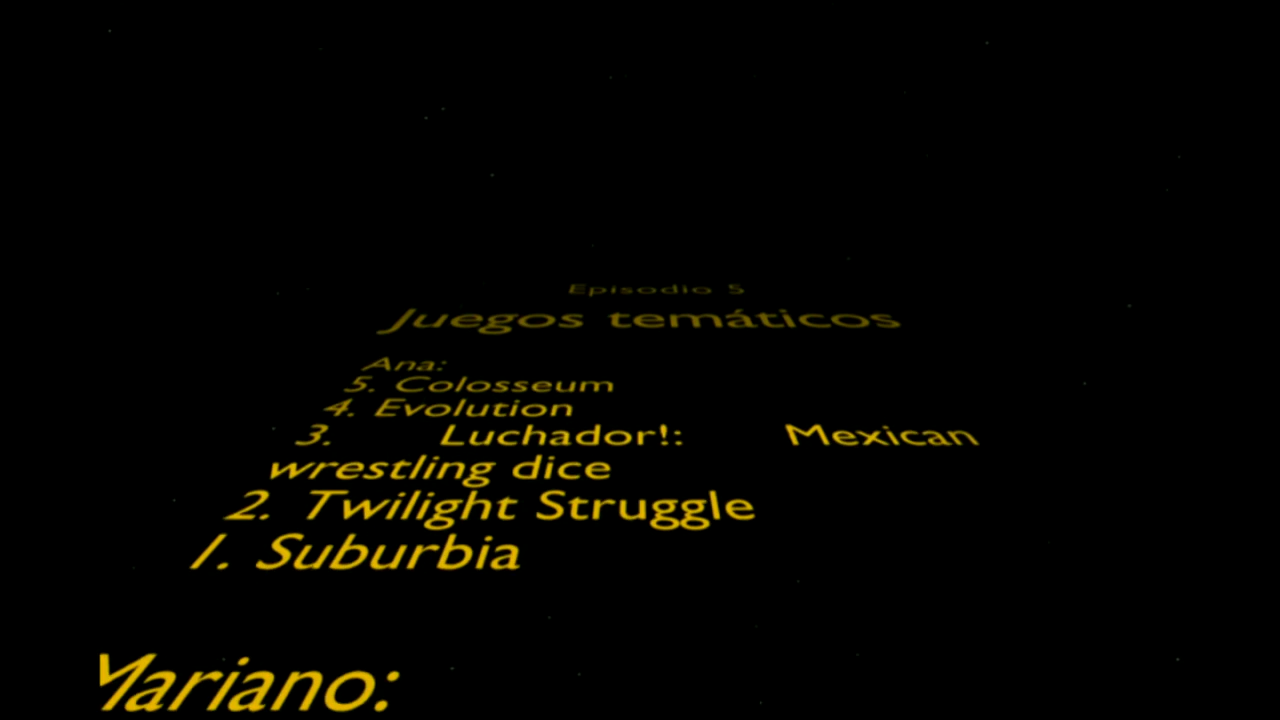 Episodio 5
Juegos temáticos
Ana:
5. Colosseum
4. Evolution
3. Luchador!: Mexican
wrestling dice
2. Twilight Struggle
1. Suburbia
Mariano: